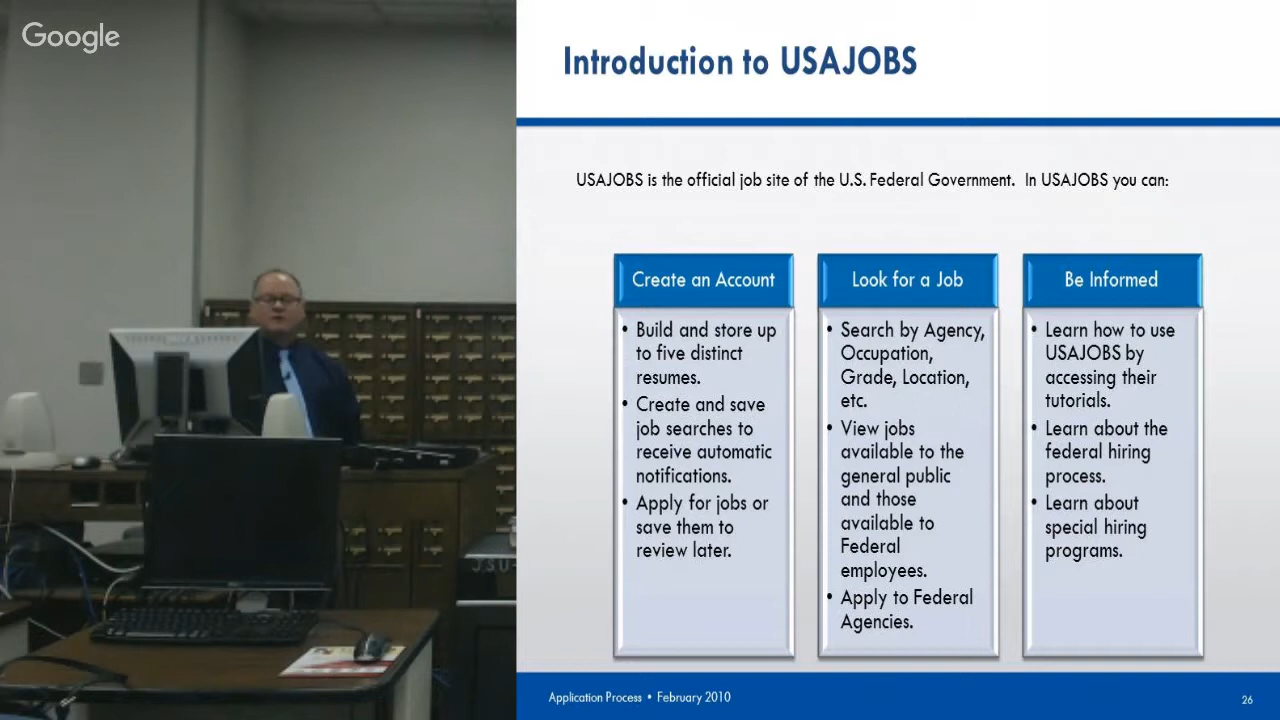 Google
Introduction to USAJOBS
USAJOBS is the official job site of the U.S. Federal Government. In USAJOBS you can:
Create an Account
• Build and store up
to five distinct
resumes.
• Create and save
job searches to
receive automatic
notifications.
• Apply for jobs or
save them to
review later.
Look for a Job
• Search by Agency,
Occupation,
Grade, Location,
etc.
• View jobs
available to the
general public
and those
available to
Federal
employees.
• Apply to Federal
Agencies.
Be Informed
• Learn how to use
USAJOBS by
accessing their
tutorials.
• Learn about the
federal hiring
process.
• Learn about
special hiring
programs.
JSU-
Application Process • February 2010
26